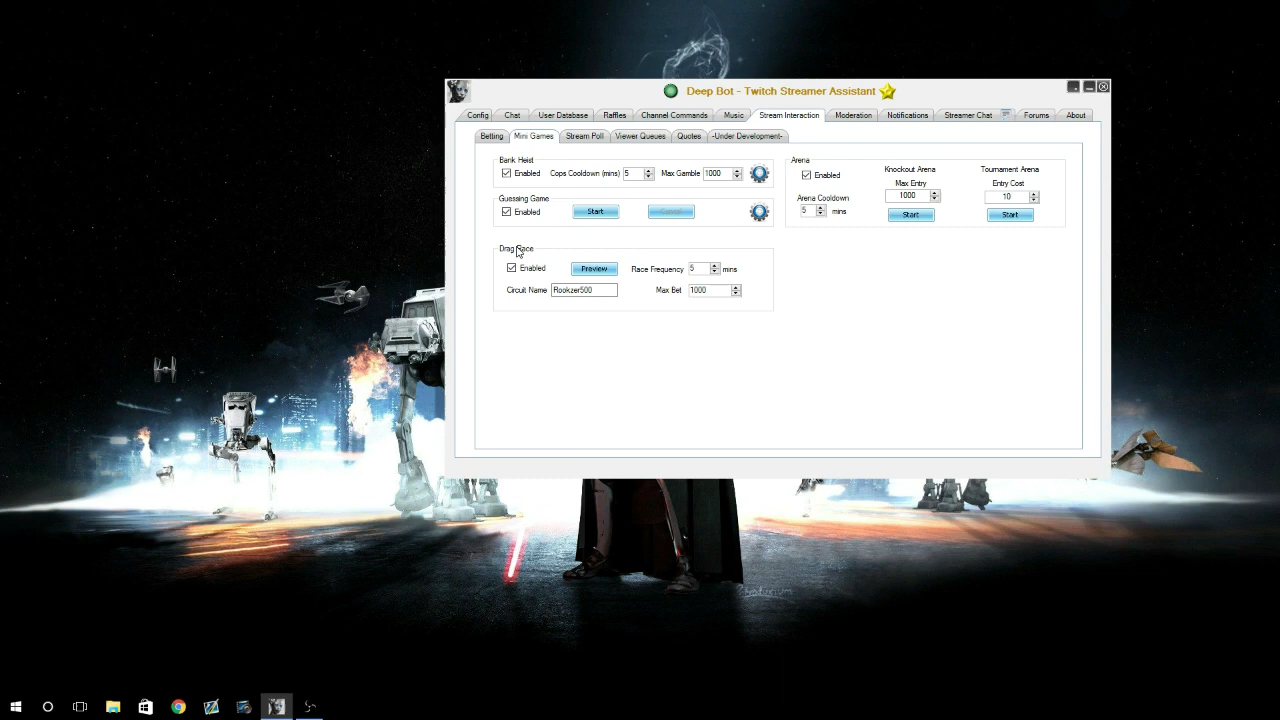 Deep Bot - Twitch Streamer Assistant
Config Chat User Database Raffles Channel Commands Music Stream Interaction Moderation Notifications Streamer Chat Forums About
Betting Mini Games Stream Poll Viewer Queues Quotes -Under Development-
Bank Heist
Enabled Cops Cooldown (mins) 5 Max Gamble 1000
Guessing Game
Enabled Start Cancel
Drag Race
Enabled Preview Race Frequency 5 mins
Circuit Name Rookzer500 Max Bet 1000
Arena
Enabled
Arena Cooldown
5 mins
Knockout Arena
Max Entry
1000
Start
Tournament Arena
Entry Cost
10
Start